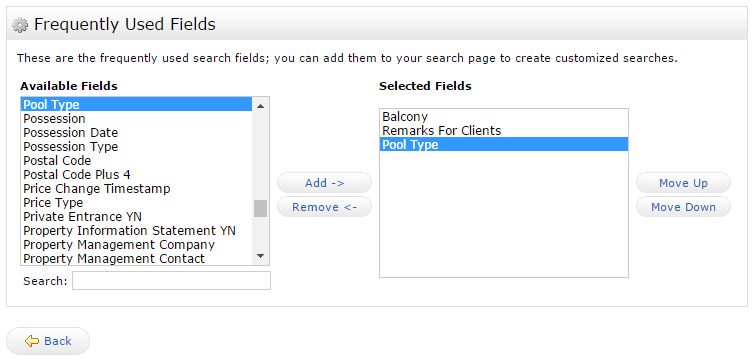 Frequently Used Fields
These are the frequently used search fields; you can add them to your search page to create customized searches.
Available Fields
Pool Type
Possession
Possession Date
Possession Type
Postal Code
Postal Code Plus 4
Price Change Timestamp
Price Type
Private Entrance YN
Property Information Statement YN
Property Management Company
Property Management Contact
Search:
Add ->
Remove <-
Selected Fields
Balcony
Remarks For Clients
Pool Type
Move Up
Move Down
Back